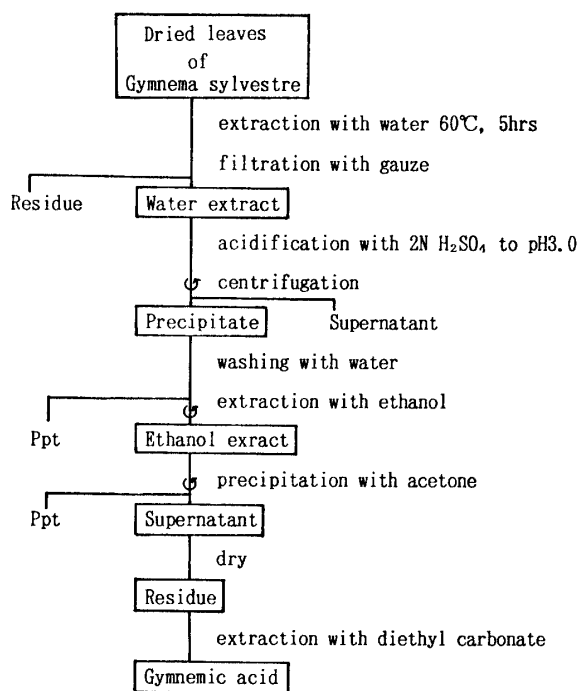 Dried leaves
of
Gymnema sylvestre
extraction with water 60℃, 5hrs
filtration with gauze
Residue
Water extract
acidification with 2N H₂SO₄ to pH3.0
centrifugation
Precipitate
Supernatant
washing with water
extraction with ethanol
Ppt
Ethanol exract
precipitation with acetone
Ppt
Supernatant
dry
Residue
extraction with diethyl carbonate
Gymnemic acid